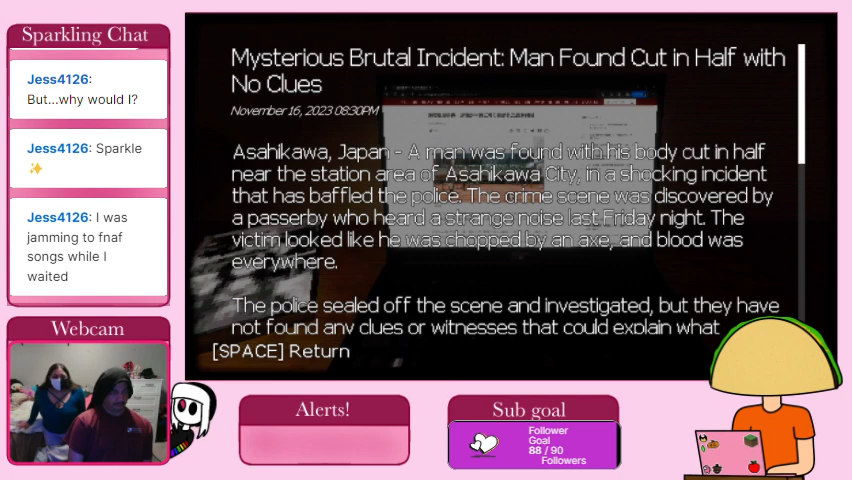 Sparkling Chat
Jess4126:
But...why would I?
Jess4126: Sparkle
✨
Jess4126: I was
jamming to fnaf
songs while I
waited
Mysterious Brutal Incident: Man Found Cut in Half with
No Clues
November 16, 2023 08:30PM
Asahikawa, Japan - A man was found with his body cut in half
near the station area of Asahikawa City, in a shocking incident
that has baffled the police. The crime scene was discovered by
a passerby who heard a strange noise last Friday night. The
victim looked like he was chopped by an axe, and blood was
everywhere.
The police sealed off the scene and investigated, but they have
not found any clues or witnesses that could explain what
[SPACE] Return
Webcam
Alerts!
Sub goal
Follower
Goal
88 / 90
Followers